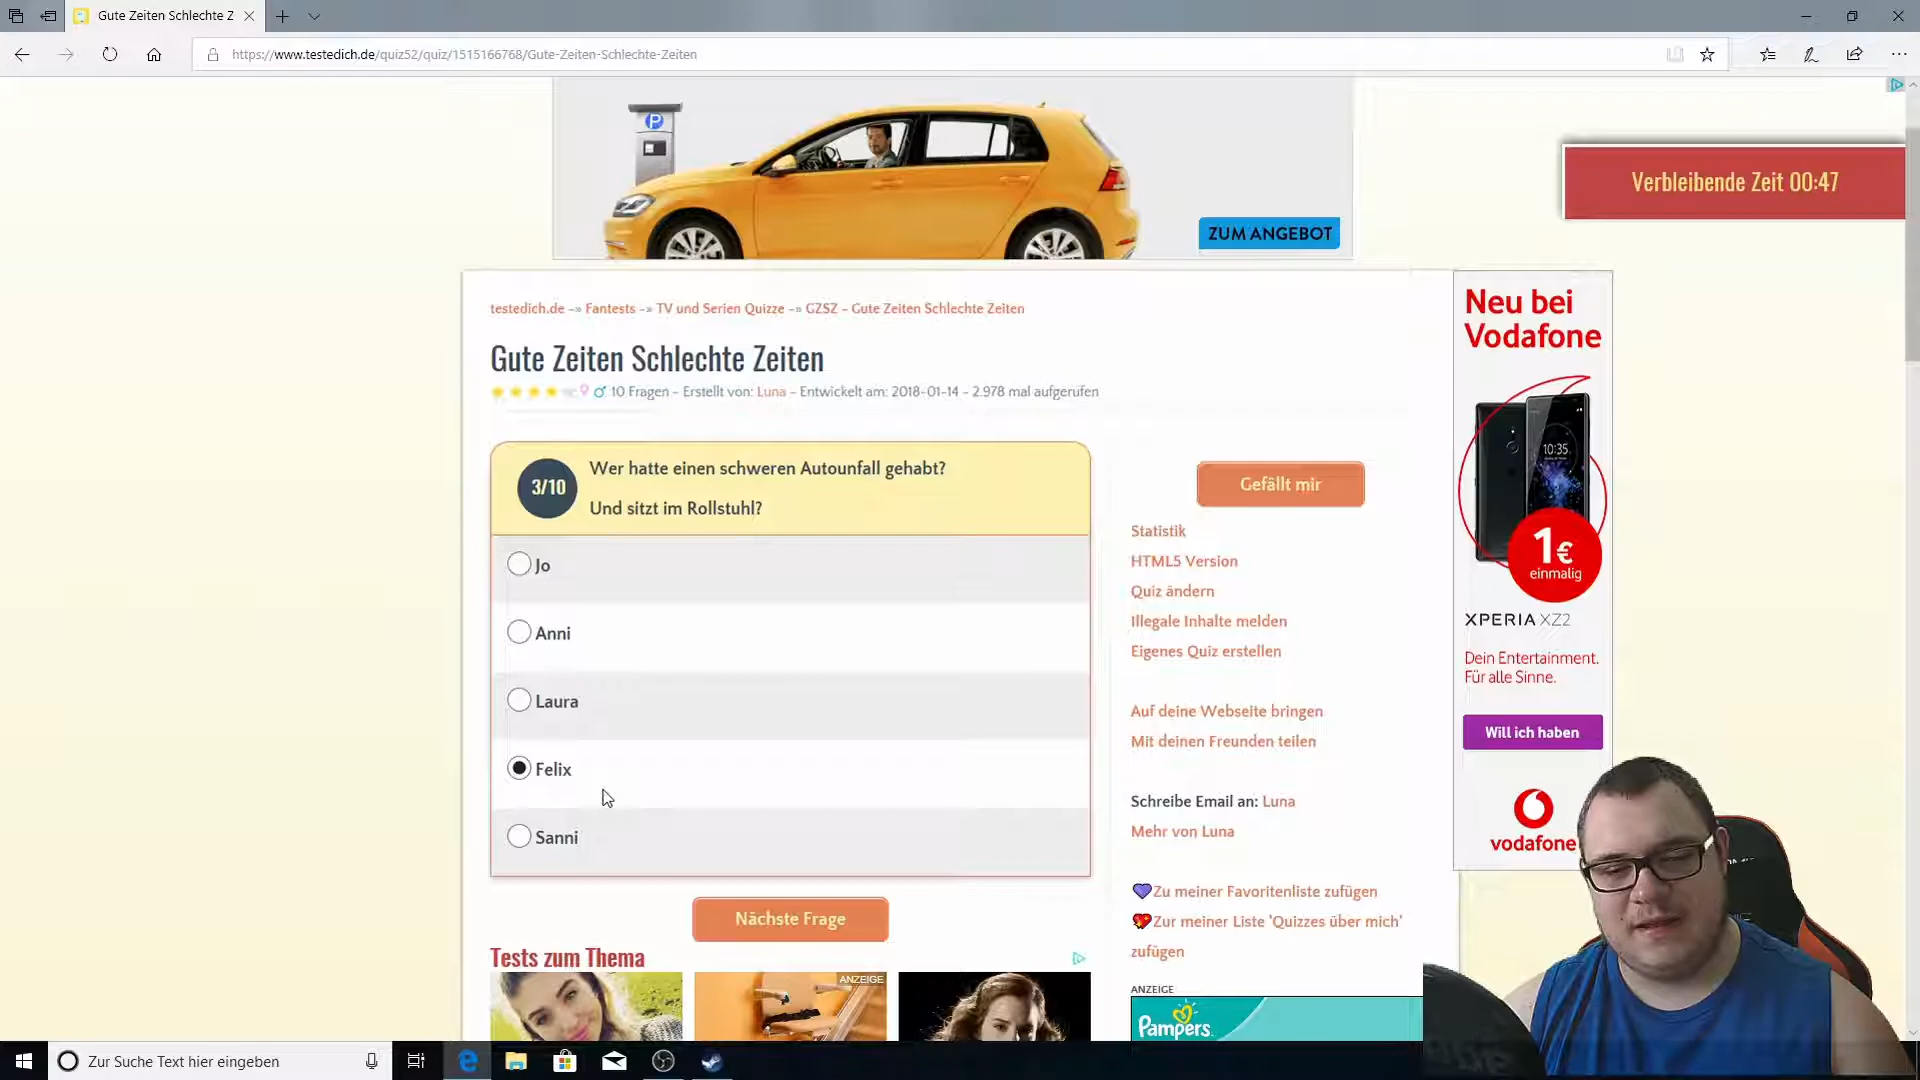 Gute Zeiten Schlechte Z
https://www.testedich.de/quiz52/quiz/1515166768/Gute-Zeiten-Schlechte-Zeiten
P
ZUM ANGEBOT
Verbleibende Zeit 00:47
testedich.de -» Fantests -» TV und Serien Quizze -» GZSZ - Gute Zeiten Schlechte Zeiten
Gute Zeiten Schlechte Zeiten
10 Fragen - Erstellt von: Luna - Entwickelt am: 2018-01-14 - 2.978 mal aufgerufen
3/10
Wer hatte einen schweren Autounfall gehabt?
Und sitzt im Rollstuhl?
Jo
Anni
Laura
Felix
Sanni
Nächste Frage
Tests zum Thema
ANZEIGE
Gefällt mir
Statistik
HTML5 Version
Quiz ändern
Illegale Inhalte melden
Eigenes Quiz erstellen
Auf deine Webseite bringen
Mit deinen Freunden teilen
Schreibe Email an: Luna
Mehr von Luna
Zu meiner Favoritenliste zufügen
Zur meiner Liste 'Quizzes über mich'
zufügen
ANZEIGE
Pampers
Neu bei
Vodafone
10:35
1€
einmalig
XPERIA XZ2
Dein Entertainment.
Für alle Sinne.
Will ich haben
vodafone
Zur Suche Text hier eingeben